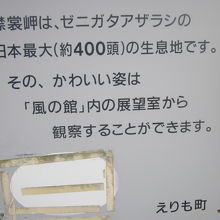 襟裳岬は、ゼニガタアザラシの
日本最大(約400頭)の生息地です。
その、かわいい姿は
「風の館」内の展望室から
観察することができます。
えりも町